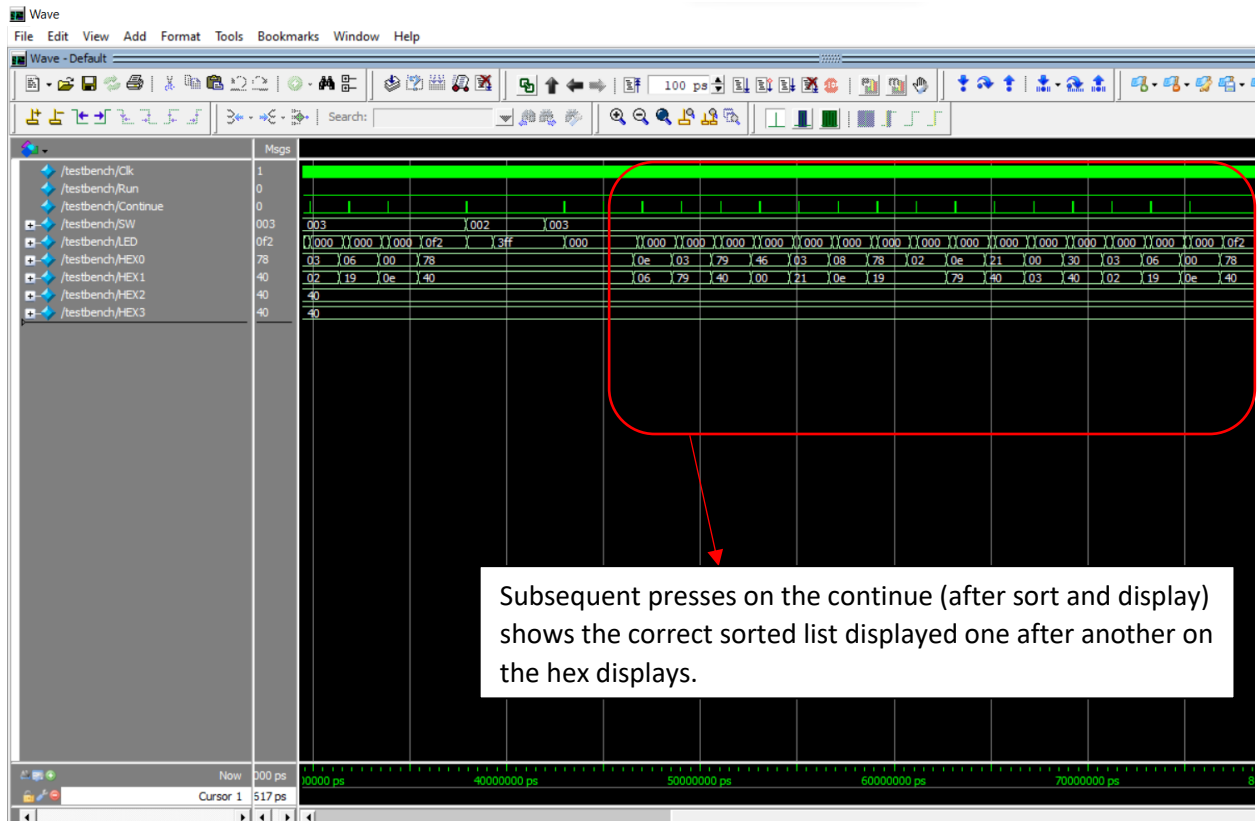 Wave
File Edit View Add Format Tools Bookmarks Window Help
Wave - Default
100 ps
Search:
Msgs
/testbench/Clk 1
/testbench/Run 0
/testbench/Continue 0
/testbench/SW 003 003 002 003
/testbench/LED 0f2 000 000 000 0f2 3ff 000 000 000 000 000 000 000 000 000 000 000 000 000 000 000 0f2
/testbench/HEX0 78 03 06 00 78 0e 03 79 46 03 08 78 02 0e 21 00 30 03 06 00 78
/testbench/HEX1 40 02 19 0e 40 06 79 40 00 21 0e 19 79 40 03 40 02 19 0e 40
/testbench/HEX2 40 40
/testbench/HEX3 40 40
Subsequent presses on the continue (after sort and display)
shows the correct sorted list displayed one after another on
the hex displays.
Now 000 ps 00000 ps 40000000 ps 50000000 ps 60000000 ps 70000000 ps 8
Cursor 1 517 ps